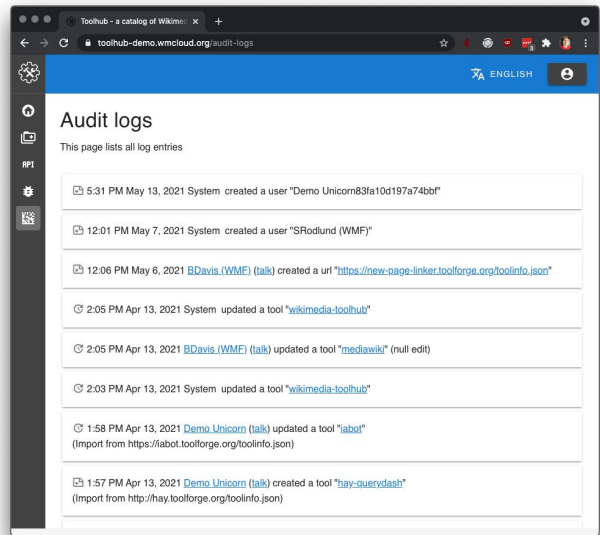 Toolhub - a catalog of Wikimed
toolhub-demo.wmcloud.org/audit-logs
ENGLISH
API
Audit logs
This page lists all log entries
5:31 PM May 13, 2021 System created a user "Demo Unicorn83fa10d197a74bbf"
12:01 PM May 7, 2021 System created a user "SRodlund (WMF)"
12:06 PM May 6, 2021 BDavis (WMF) (talk) created a url "https://new-page-linker.toolforge.org/toolinfo.json"
2:05 PM Apr 13, 2021 System updated a tool "wikimedia-toolhub"
2:05 PM Apr 13, 2021 BDavis (WMF) (talk) updated a tool "mediawiki" (null edit)
2:03 PM Apr 13, 2021 System updated a tool "wikimedia-toolhub"
1:58 PM Apr 13, 2021 Demo Unicorn (talk) updated a tool "iabot"
(Import from https://iabot.toolforge.org/toolinfo.json)
1:57 PM Apr 13, 2021 Demo Unicorn (talk) created a tool "hay-querydash"
(Import from http://hay.toolforge.org/toolinfo.json)